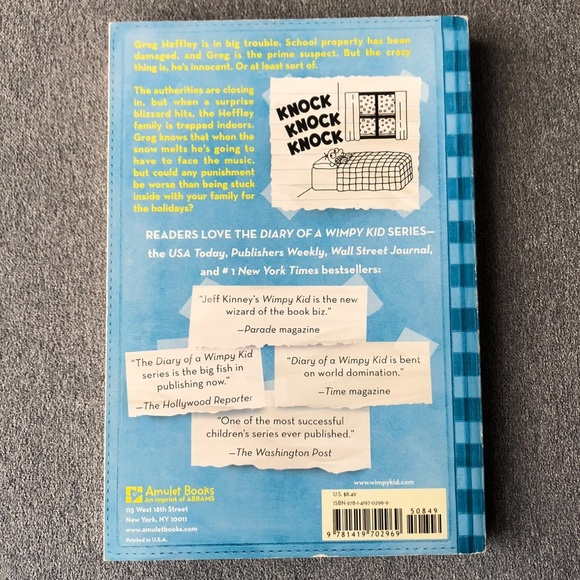 Greg Heffley is in big trouble. School property has been
damaged, and Greg is the prime suspect. But the crazy
thing is, he's innocent. Or at least sort of.
The authorities are closing
in, but when a surprise
blizzard hits, the Heffley
family is trapped indoors.
Greg knows that when the
snow melts he's going to
have to face the music,
but could any punishment
be worse than being stuck
inside with your family for
the holidays?
KNOCK
KNOCK
KNOCK
READERS LOVE THE DIARY OF A WIMPY KID SERIES—
the USA Today, Publishers Weekly, Wall Street Journal,
and #1 New York Times bestsellers:
"Jeff Kinney's Wimpy Kid is the new
wizard of the book biz."
—Parade magazine
"The Diary of a Wimpy Kid
series is the big fish in
publishing now."
—The Hollywood Reporter
"Diary of a Wimpy Kid is bent
on world domination."
—Time magazine
"One of the most successful
children's series ever published."
—The Washington Post
Amulet Books
An imprint of ABRAMS
115 West 18th Street
New York, NY 10011
www.amuletbooks.com
Printed in U.S.A.
www.wimpykid.com
U.S. $8.49
ISBN 978-1-4197-0296-9
50849
9 781419 702969